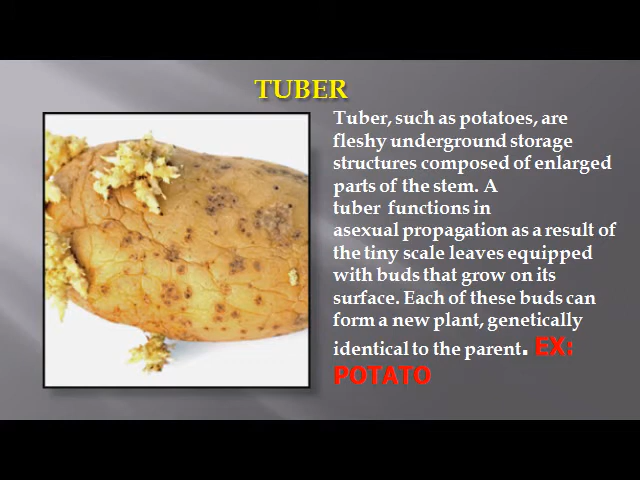 TUBER
Tuber, such as potatoes, are
fleshy underground storage
structures composed of enlarged
parts of the stem. A
tuber  functions in
asexual propagation as a result of
the tiny scale leaves equipped
with buds that grow on its
surface. Each of these buds can
form a new plant, genetically
identical to the parent. EX:
POTATO